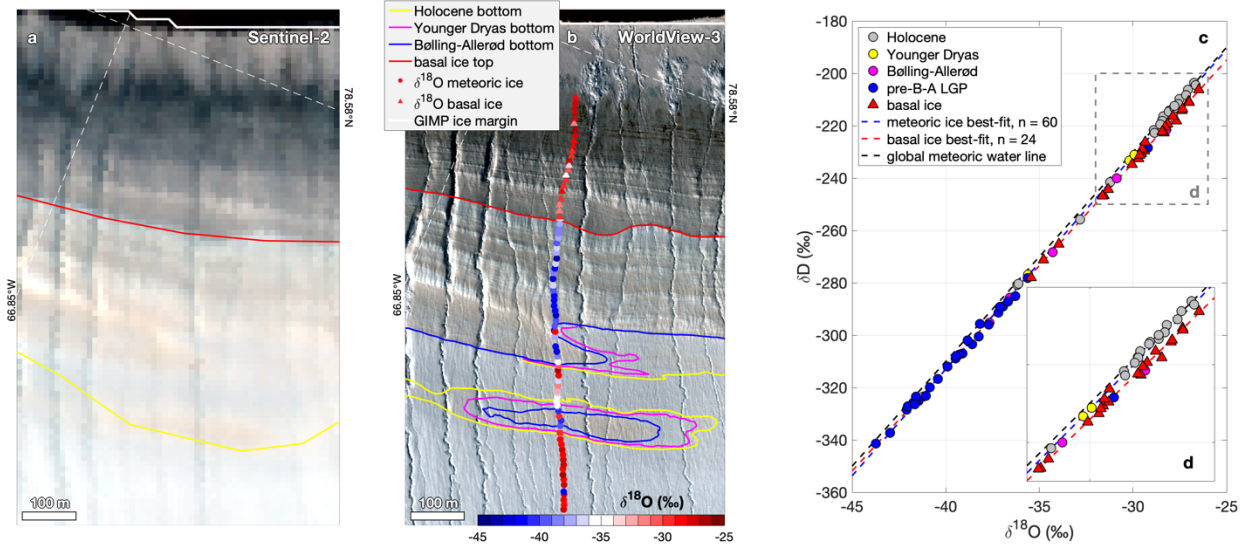 a
Sentinel-2
78.58°N
66.85°W
100 m
Holocene bottom
Younger Dryas bottom
Bølling-Allerød bottom
basal ice top
δ18O meteoric ice
δ18O basal ice
GIMP ice margin
b
WorldView-3
78.58°N
66.85°W
100 m
δ18O (‰)
-45 -40 -35 -30 -25
c
Holocene
Younger Dryas
Bølling-Allerød
pre-B-A LGP
basal ice
meteoric ice best-fit, n = 60
basal ice best-fit, n = 24
global meteoric water line
d
d
-180
-200
-220
-240
-260
-280
-300
-320
-340
-360
δD (‰)
-45 -40 -35 -30 -25
δ18O (‰)